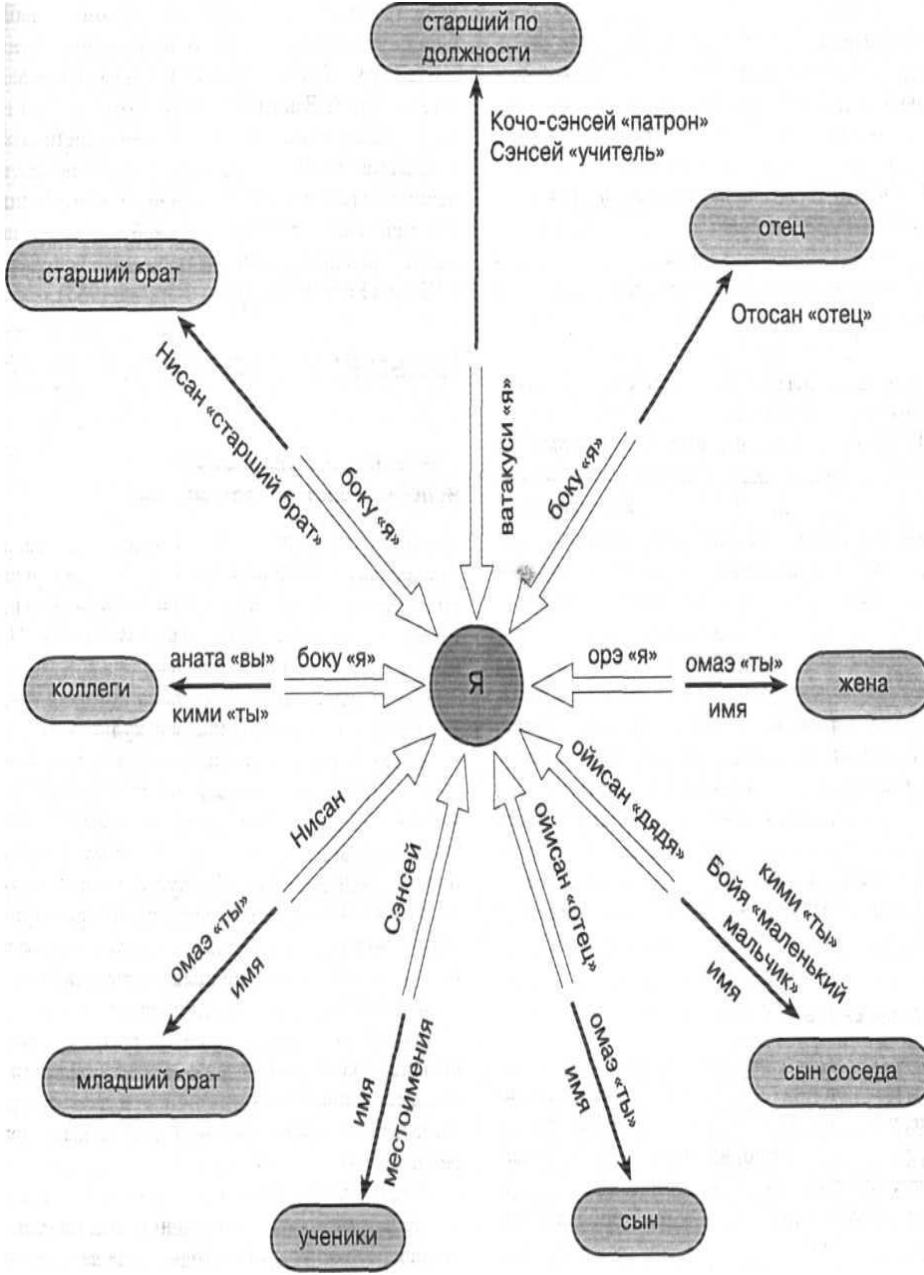 старший по
должности
Кочо-сэнсей «патрон»
Сэнсей «учитель»
отец
Отосан «отец»
старший брат
Нисан «старший брат»
боку «я»
ватакуси «я»
боку «я»
коллеги
аната «вы»
кими «ты»
боку «я»
Я
орэ «я»
омаэ «ты»
имя
жена
Нисан
омаэ «ты»
имя
младший брат
Сэнсей
имя
местоимения
ученики
ойисан «отец»
омаэ «ты»
имя
сын
ойисан «дядя»
кими «ты»
Бойя «маленький
мальчик»
имя
сын соседа